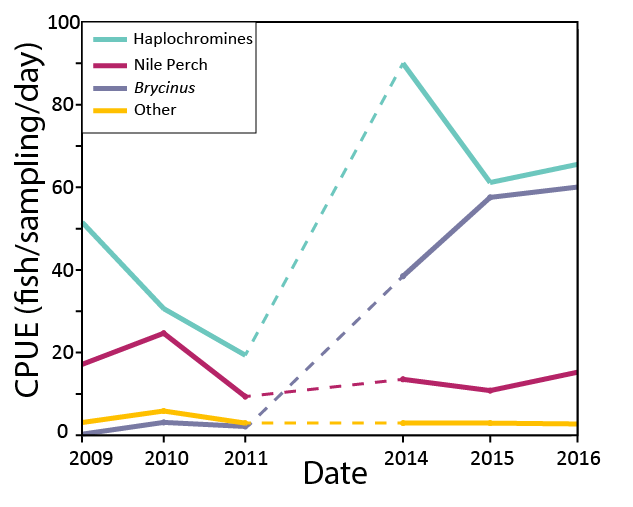 CPUE (fish/sampling/day)
100
80
60
40
20
0
Haplochromines
Nile Perch
Brycinus
Other
2009 2010 2011 2014 2015 2016
Date